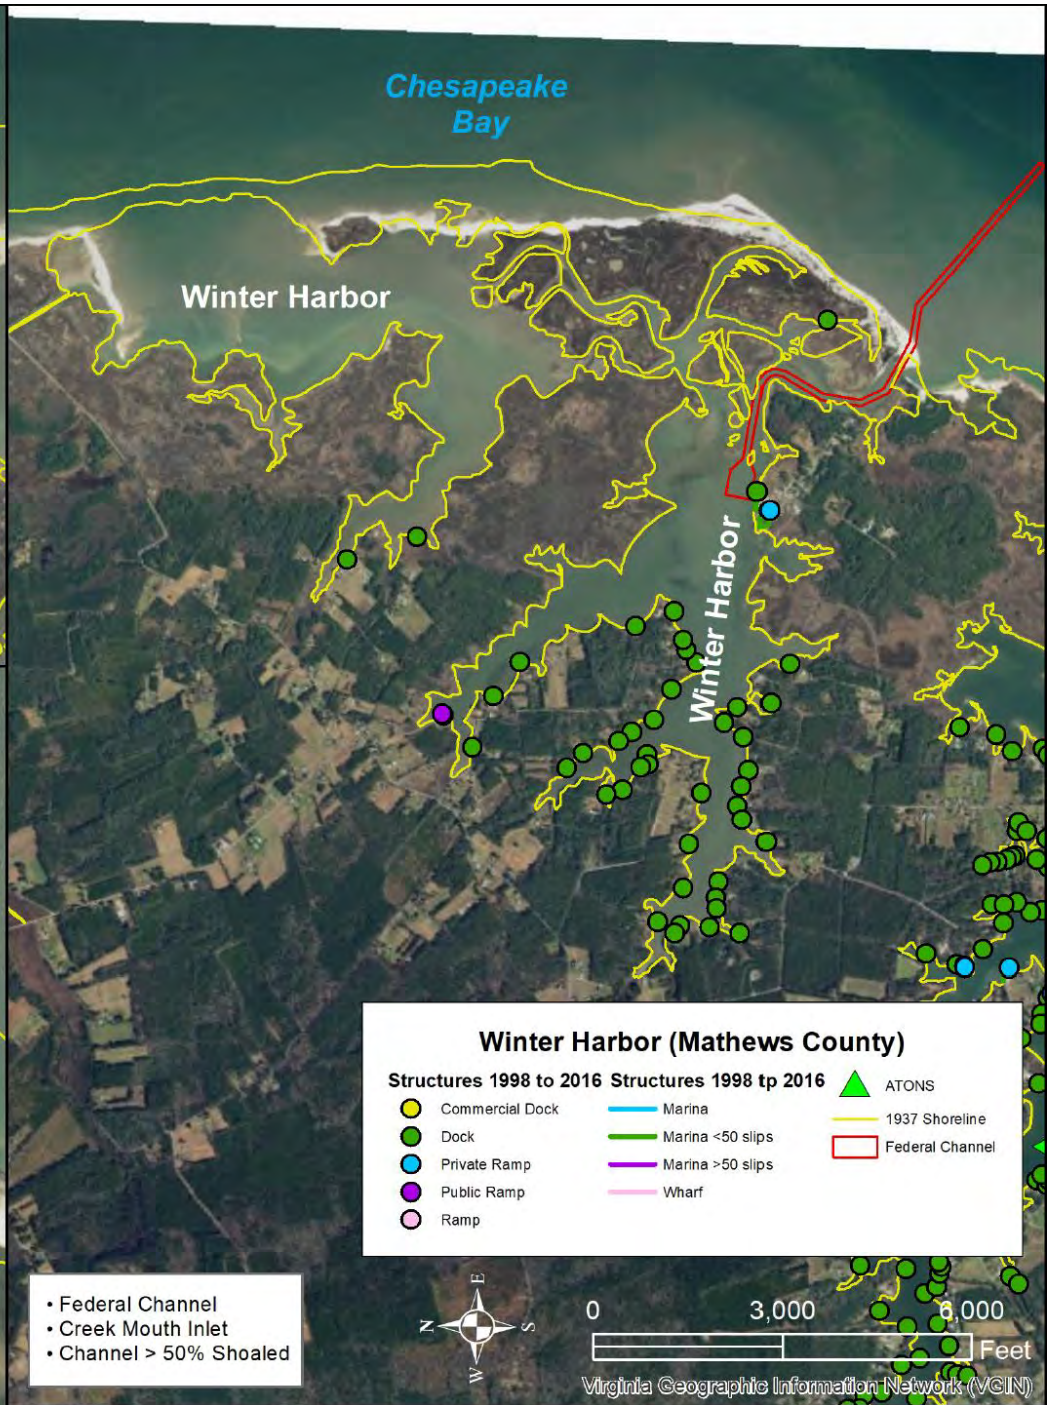 Chesapeake
Bay
Winter Harbor
Winter Harbor
Winter Harbor (Mathews County)
Structures 1998 to 2016 Structures 1998 tp 2016
Commercial Dock
Dock
Private Ramp
Public Ramp
Ramp
Marina
Marina <50 slips
Marina >50 slips
Wharf
ATONS
1937 Shoreline
Federal Channel
• Federal Channel
• Creek Mouth Inlet
• Channel > 50% Shoaled
E
N
S
W
0 3,000 6,000
Feet
Virginia Geographic Information Network (VGIN)